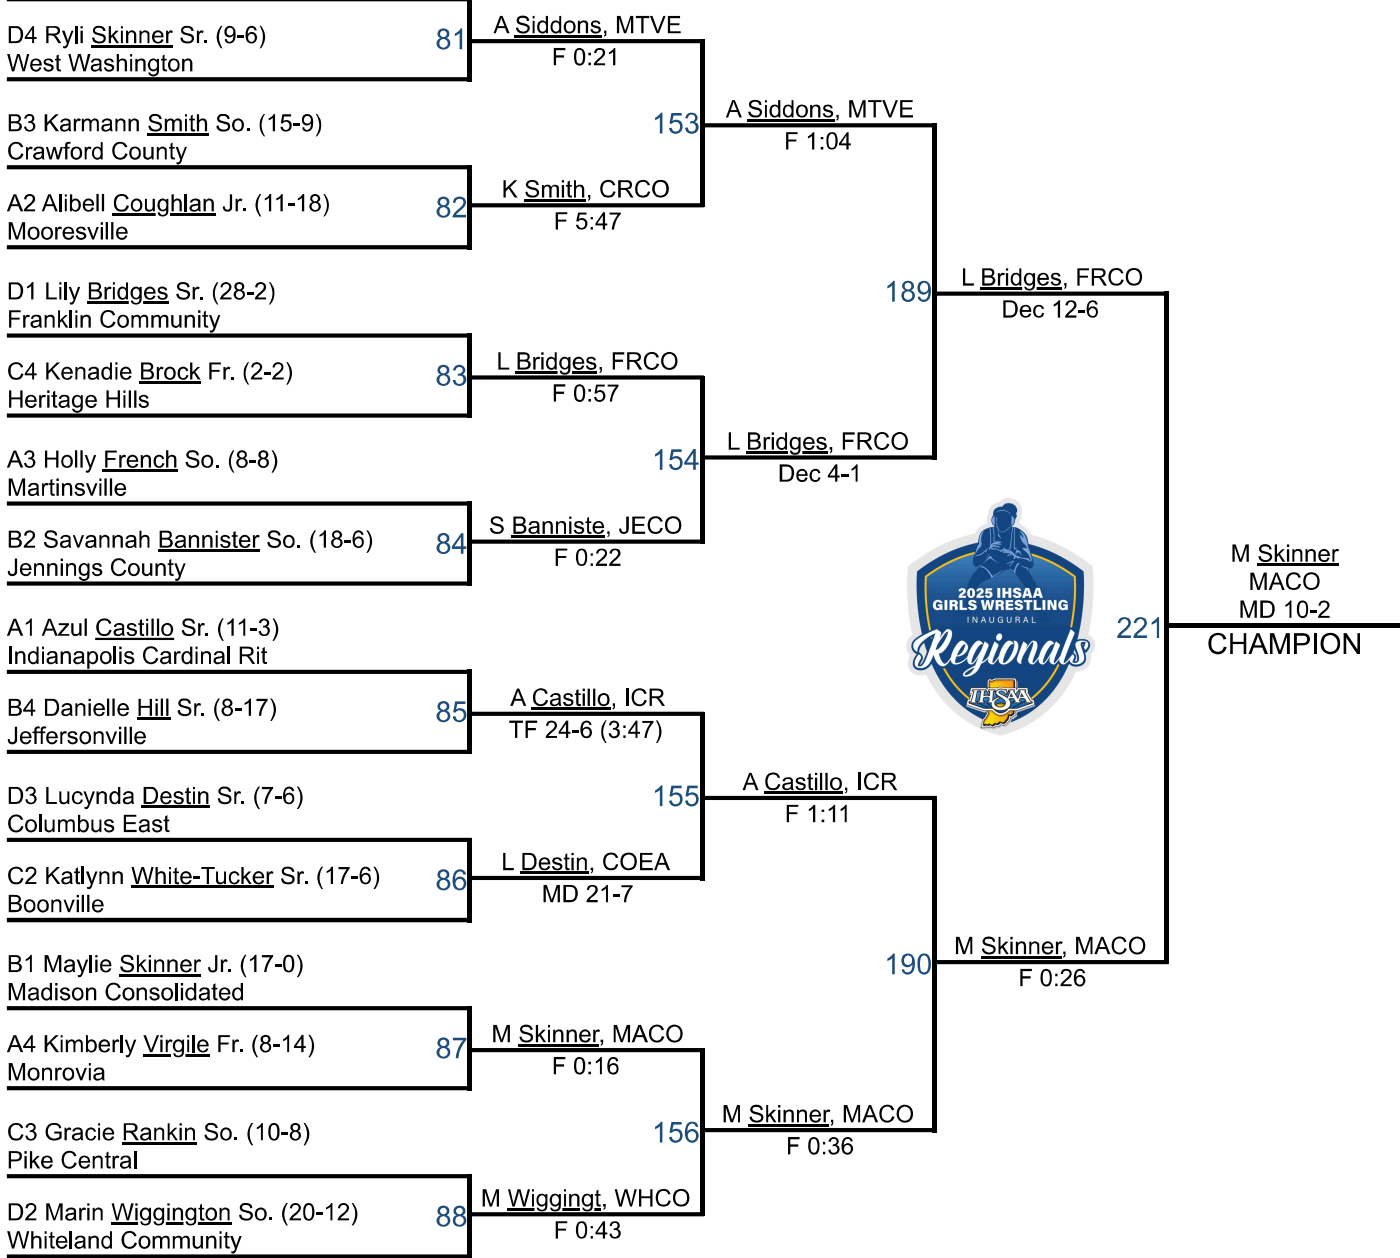 D4 Ryli Skinner Sr. (9-6)
West Washington
81
A Siddons, MTVE
F 0:21
B3 Karmann Smith So. (15-9)
Crawford County
153
A Siddons, MTVE
F 1:04
A2 Alibell Coughlan Jr. (11-18)
Mooresville
82
K Smith, CRCO
F 5:47
D1 Lily Bridges Sr. (28-2)
Franklin Community
189
L Bridges, FRCO
Dec 12-6
C4 Kenadie Brock Fr. (2-2)
Heritage Hills
83
L Bridges, FRCO
F 0:57
A3 Holly French So. (8-8)
Martinsville
154
L Bridges, FRCO
Dec 4-1
B2 Savannah Bannister So. (18-6)
Jennings County
84
S Banniste, JECO
F 0:22
2025 IHSAA
GIRLS WRESTLING
INAUGURAL
Regionals
IHSAA
221
M Skinner
MACO
MD 10-2
CHAMPION
A1 Azul Castillo Sr. (11-3)
Indianapolis Cardinal Rit
B4 Danielle Hill Sr. (8-17)
Jeffersonville
85
A Castillo, ICR
TF 24-6 (3:47)
D3 Lucynda Destin Sr. (7-6)
Columbus East
155
A Castillo, ICR
F 1:11
C2 Katlynn White-Tucker Sr. (17-6)
Boonville
86
L Destin, COEA
MD 21-7
B1 Maylie Skinner Jr. (17-0)
Madison Consolidated
190
M Skinner, MACO
F 0:26
A4 Kimberly Virgile Fr. (8-14)
Monrovia
87
M Skinner, MACO
F 0:16
C3 Gracie Rankin So. (10-8)
Pike Central
156
M Skinner, MACO
F 0:36
D2 Marin Wiggington So. (20-12)
Whiteland Community
88
M Wiggingt, WHCO
F 0:43